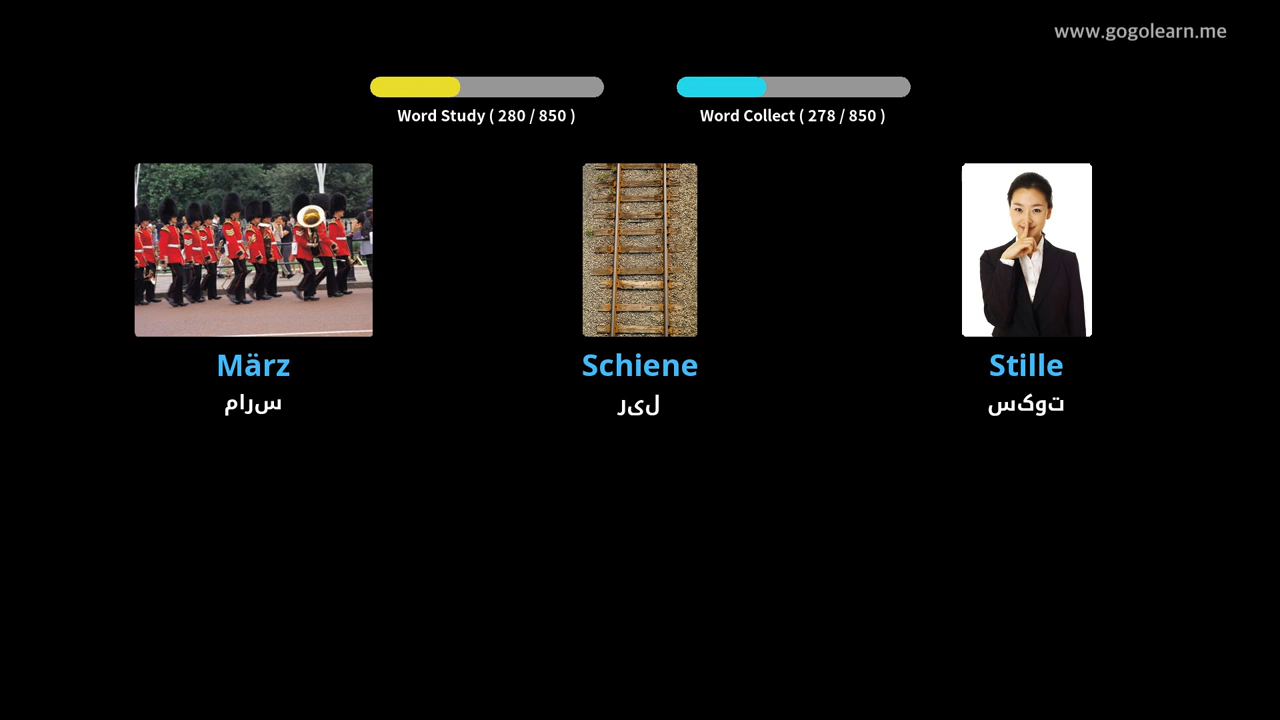 www.gogolearn.me
Word Study ( 280 / 850 )
Word Collect ( 278 / 850 )
März
سرام
Schiene
لیر
Stille
توکس